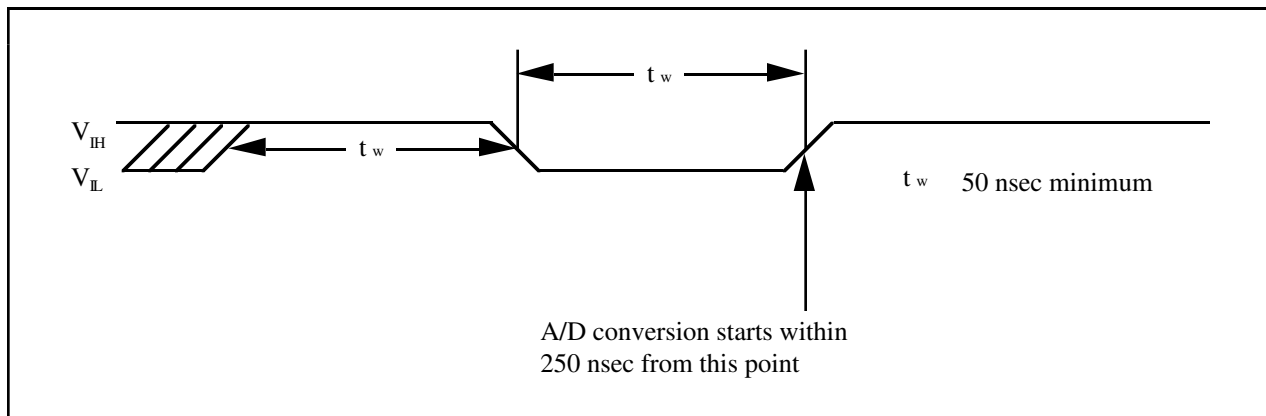 t w
V IH
t w
V IL
t w 50 nsec minimum
A/D conversion starts within
250 nsec from this point